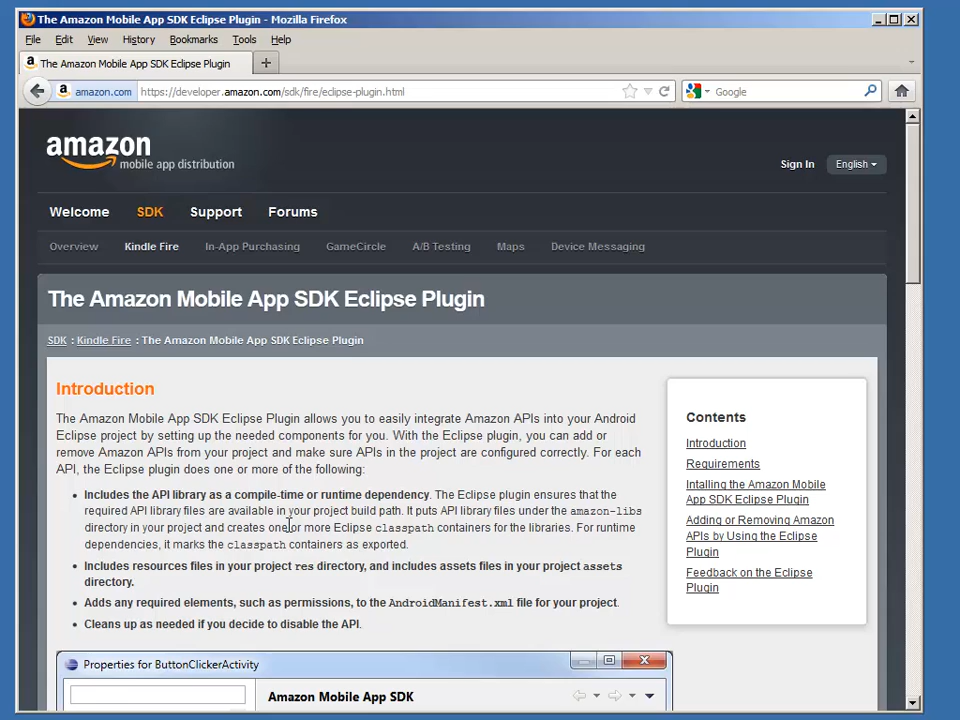 The Amazon Mobile App SDK Eclipse Plugin - Mozilla Firefox
File Edit View History Bookmarks Tools Help
The Amazon Mobile App SDK Eclipse Plugin
amazon.com https://developer.amazon.com/sdk/fire/eclipse-plugin.html Google
amazon
mobile app distribution
Sign In English
Welcome SDK Support Forums
Overview Kindle Fire In-App Purchasing GameCircle A/B Testing Maps Device Messaging
The Amazon Mobile App SDK Eclipse Plugin
SDK : Kindle Fire : The Amazon Mobile App SDK Eclipse Plugin
Introduction
The Amazon Mobile App SDK Eclipse Plugin allows you to easily integrate Amazon APIs into your Android
Eclipse project by setting up the needed components for you. With the Eclipse plugin, you can add or
remove Amazon APIs from your project and make sure APIs in the project are configured correctly. For each
API, the Eclipse plugin does one or more of the following:
• Includes the API library as a compile-time or runtime dependency. The Eclipse plugin ensures that the
required API library files are available in your project build path. It puts API library files under the amazon-libs
directory in your project and creates one or more Eclipse classpath containers for the libraries. For runtime
dependencies, it marks the classpath containers as exported.
• Includes resources files in your project res directory, and includes assets files in your project assets
directory.
• Adds any required elements, such as permissions, to the AndroidManifest.xml file for your project.
• Cleans up as needed if you decide to disable the API.
Contents
Introduction
Requirements
Intalling the Amazon Mobile
App SDK Eclipse Plugin
Adding or Removing Amazon
APIs by Using the Eclipse
Plugin
Feedback on the Eclipse
Plugin
Properties for ButtonClickerActivity
Amazon Mobile App SDK